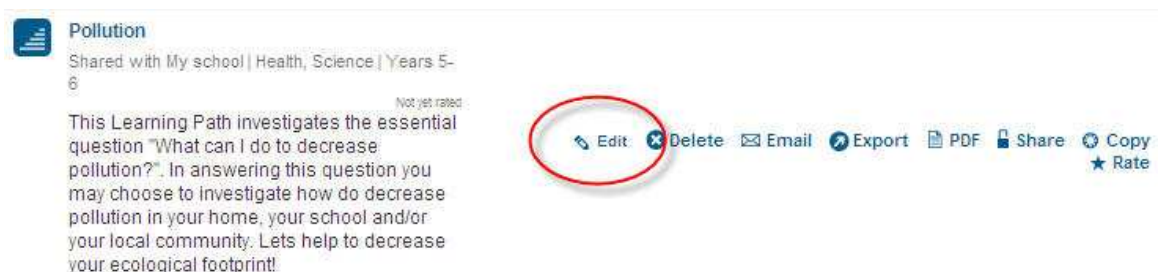 Pollution
Shared with My school | Health, Science | Years 5-
6
Not yet rated
This Learning Path investigates the essential
question "What can I do to decrease
pollution?". In answering this question you
may choose to investigate how do decrease
pollution in your home, your school and/or
your local community. Lets help to decrease
your ecological footprint!
Edit Delete Email Export PDF Share Copy
Rate